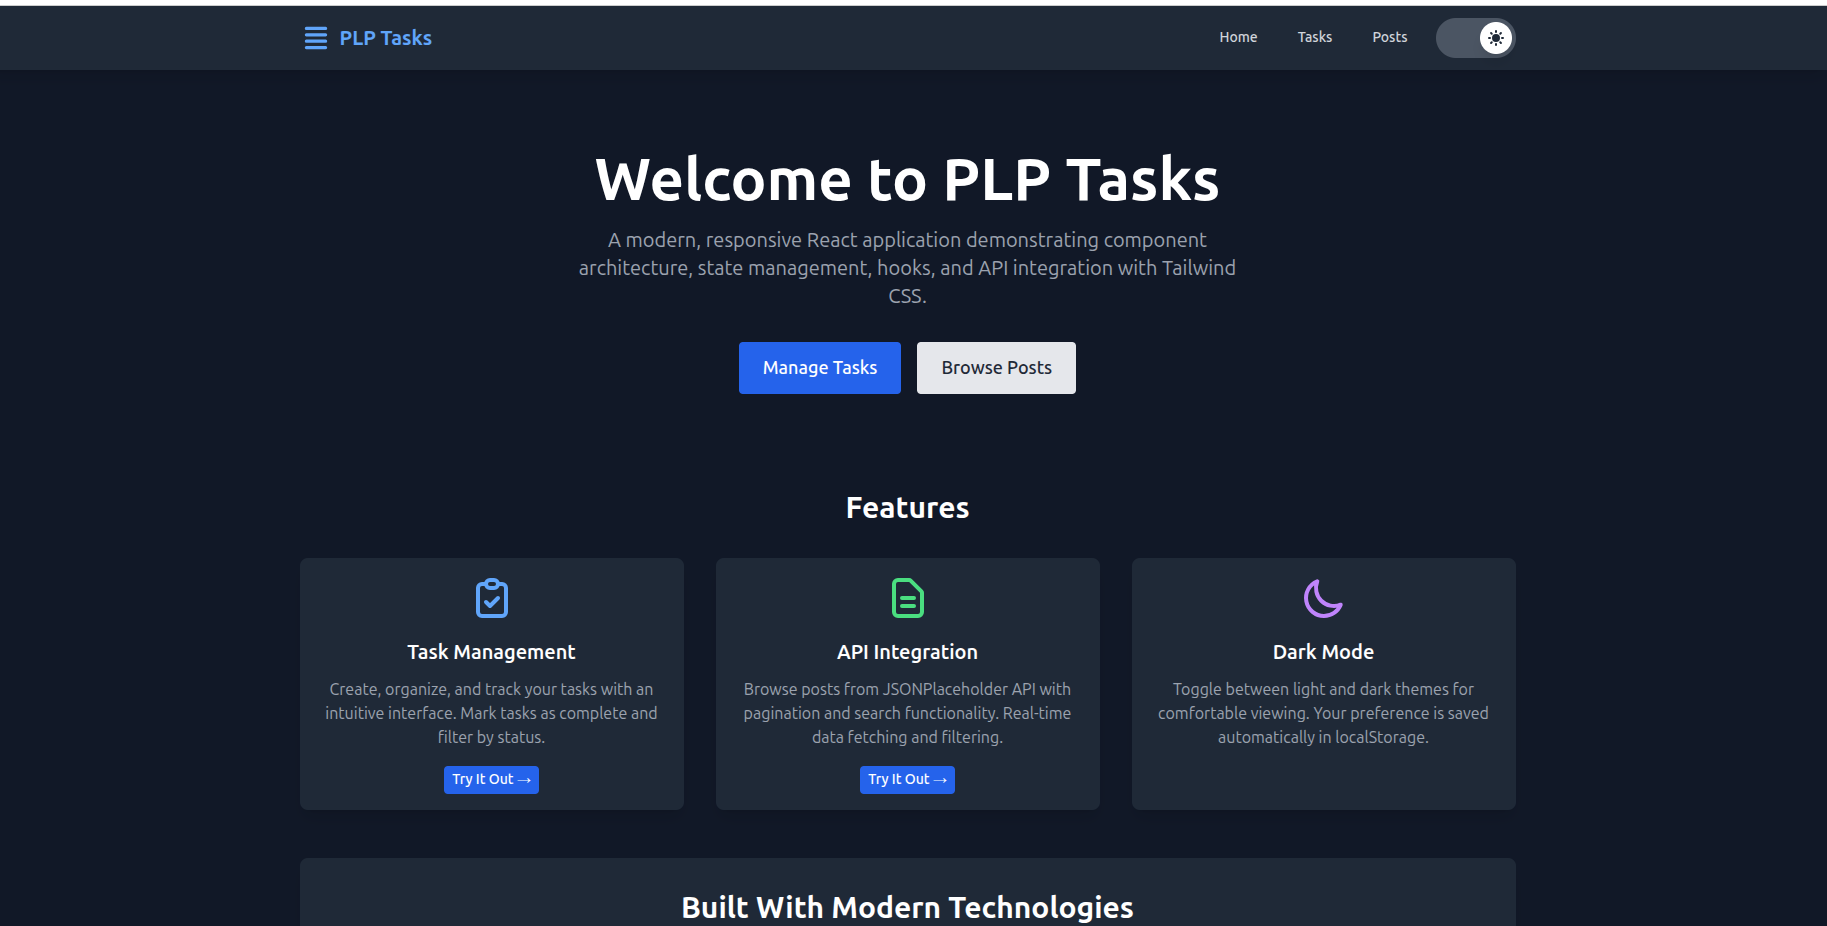 PLP Tasks
Home
Tasks
Posts
Welcome to PLP Tasks
A modern, responsive React application demonstrating component
architecture, state management, hooks, and API integration with Tailwind
CSS.
Manage Tasks
Browse Posts
Features
Task Management
Create, organize, and track your tasks with an
intuitive interface. Mark tasks as complete and
filter by status.
Try It Out →
API Integration
Browse posts from JSONPlaceholder API with
pagination and search functionality. Real-time
data fetching and filtering.
Try It Out →
Dark Mode
Toggle between light and dark themes for
comfortable viewing. Your preference is saved
automatically in localStorage.
Built With Modern Technologies